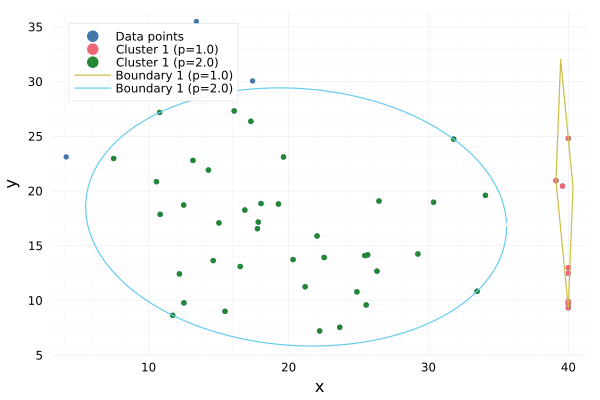 Data points
Cluster 1 (p=1.0)
Cluster 1 (p=2.0)
Boundary 1 (p=1.0)
Boundary 1 (p=2.0)
35
30
25
20
15
10
5
y
10
20
30
40
x